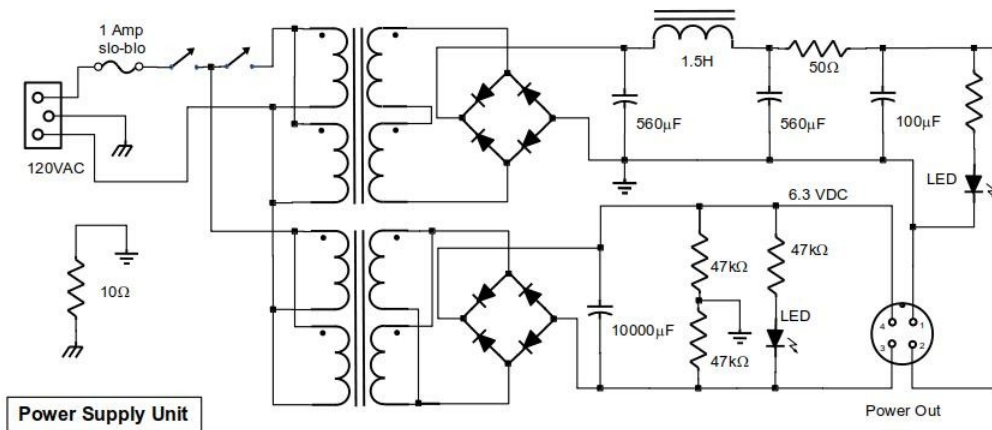 1 Amp
slo-blo
120VAC
10Ω
1.5H
50Ω
560μF
560μF
100μF
LED
6.3 VDC
47kΩ
47kΩ
47kΩ
10000μF
LED
4
1
3
2
Power Out
Power Supply Unit